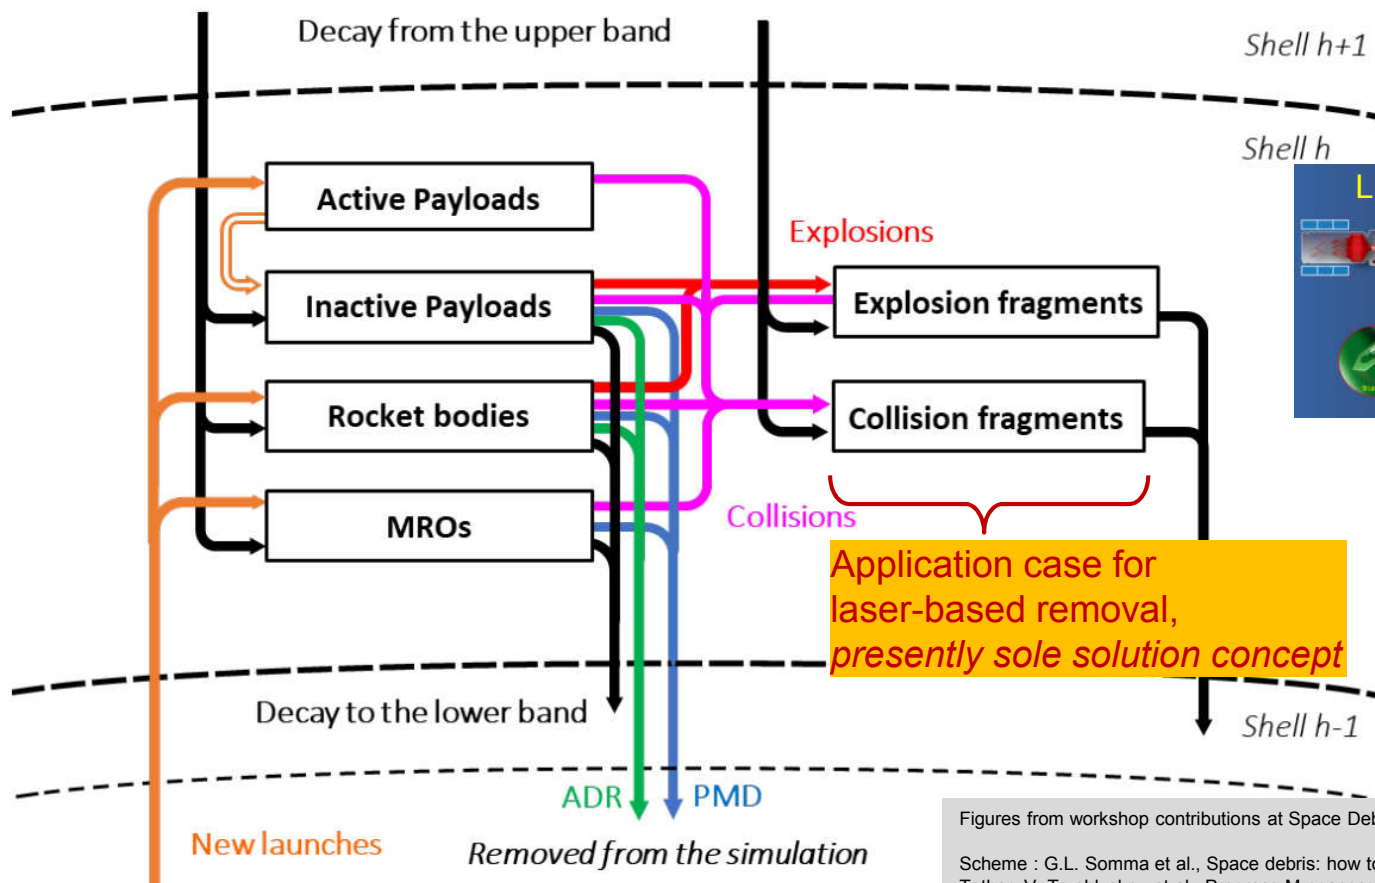 Decay from the upper band
Shell h+1
Shell h
Active Payloads
Explosions
Inactive Payloads
Explosion fragments
Rocket bodies
Collision fragments
MROs
Collisions
Application case for
laser-based removal,
presently sole solution concept
Decay to the lower band
Shell h-1
ADR
PMD
New launches
Removed from the simulation
Figures from workshop contributions at Space Deb
Scheme : G.L. Somma et al., Space debris: how to
L